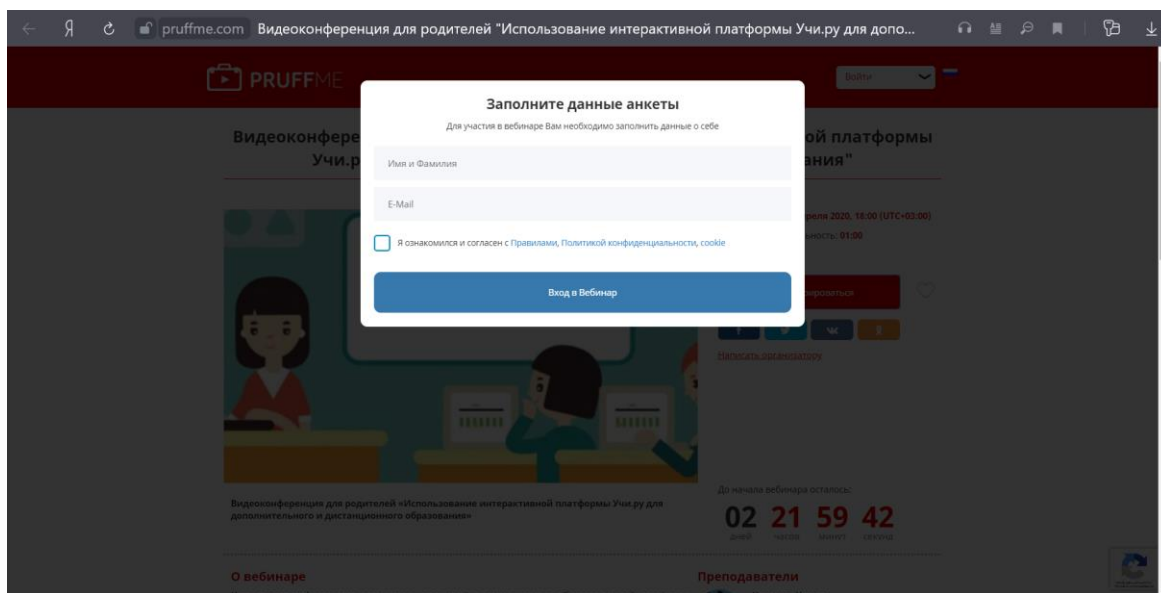 Я pruffme.com Видеоконференция для родителей "Использование интерактивной платформы Учи.ру для допо...
PRUFFME
Войти
Заполните данные анкеты
Для участия в вебинаре Вам необходимо заполнить данные о себе
Видеоконфере
ой платформы
Учи.р
ания"
Имя и Фамилия
E-Mail
2020, 18:00 (UTC+03:00)
01:00
Я ознакомился и согласен с Правилами, Политикой конфиденциальности, cookie
Вход в Вебинар
Написать организатору
До начала вебинара осталось:
Видеоконференция для родителей «Использование интерактивной платформы Учи.ру для
дополнительного и дистанционного образования»
02 21 59 42
дней часов минут секунд
О вебинаре
Преподаватели